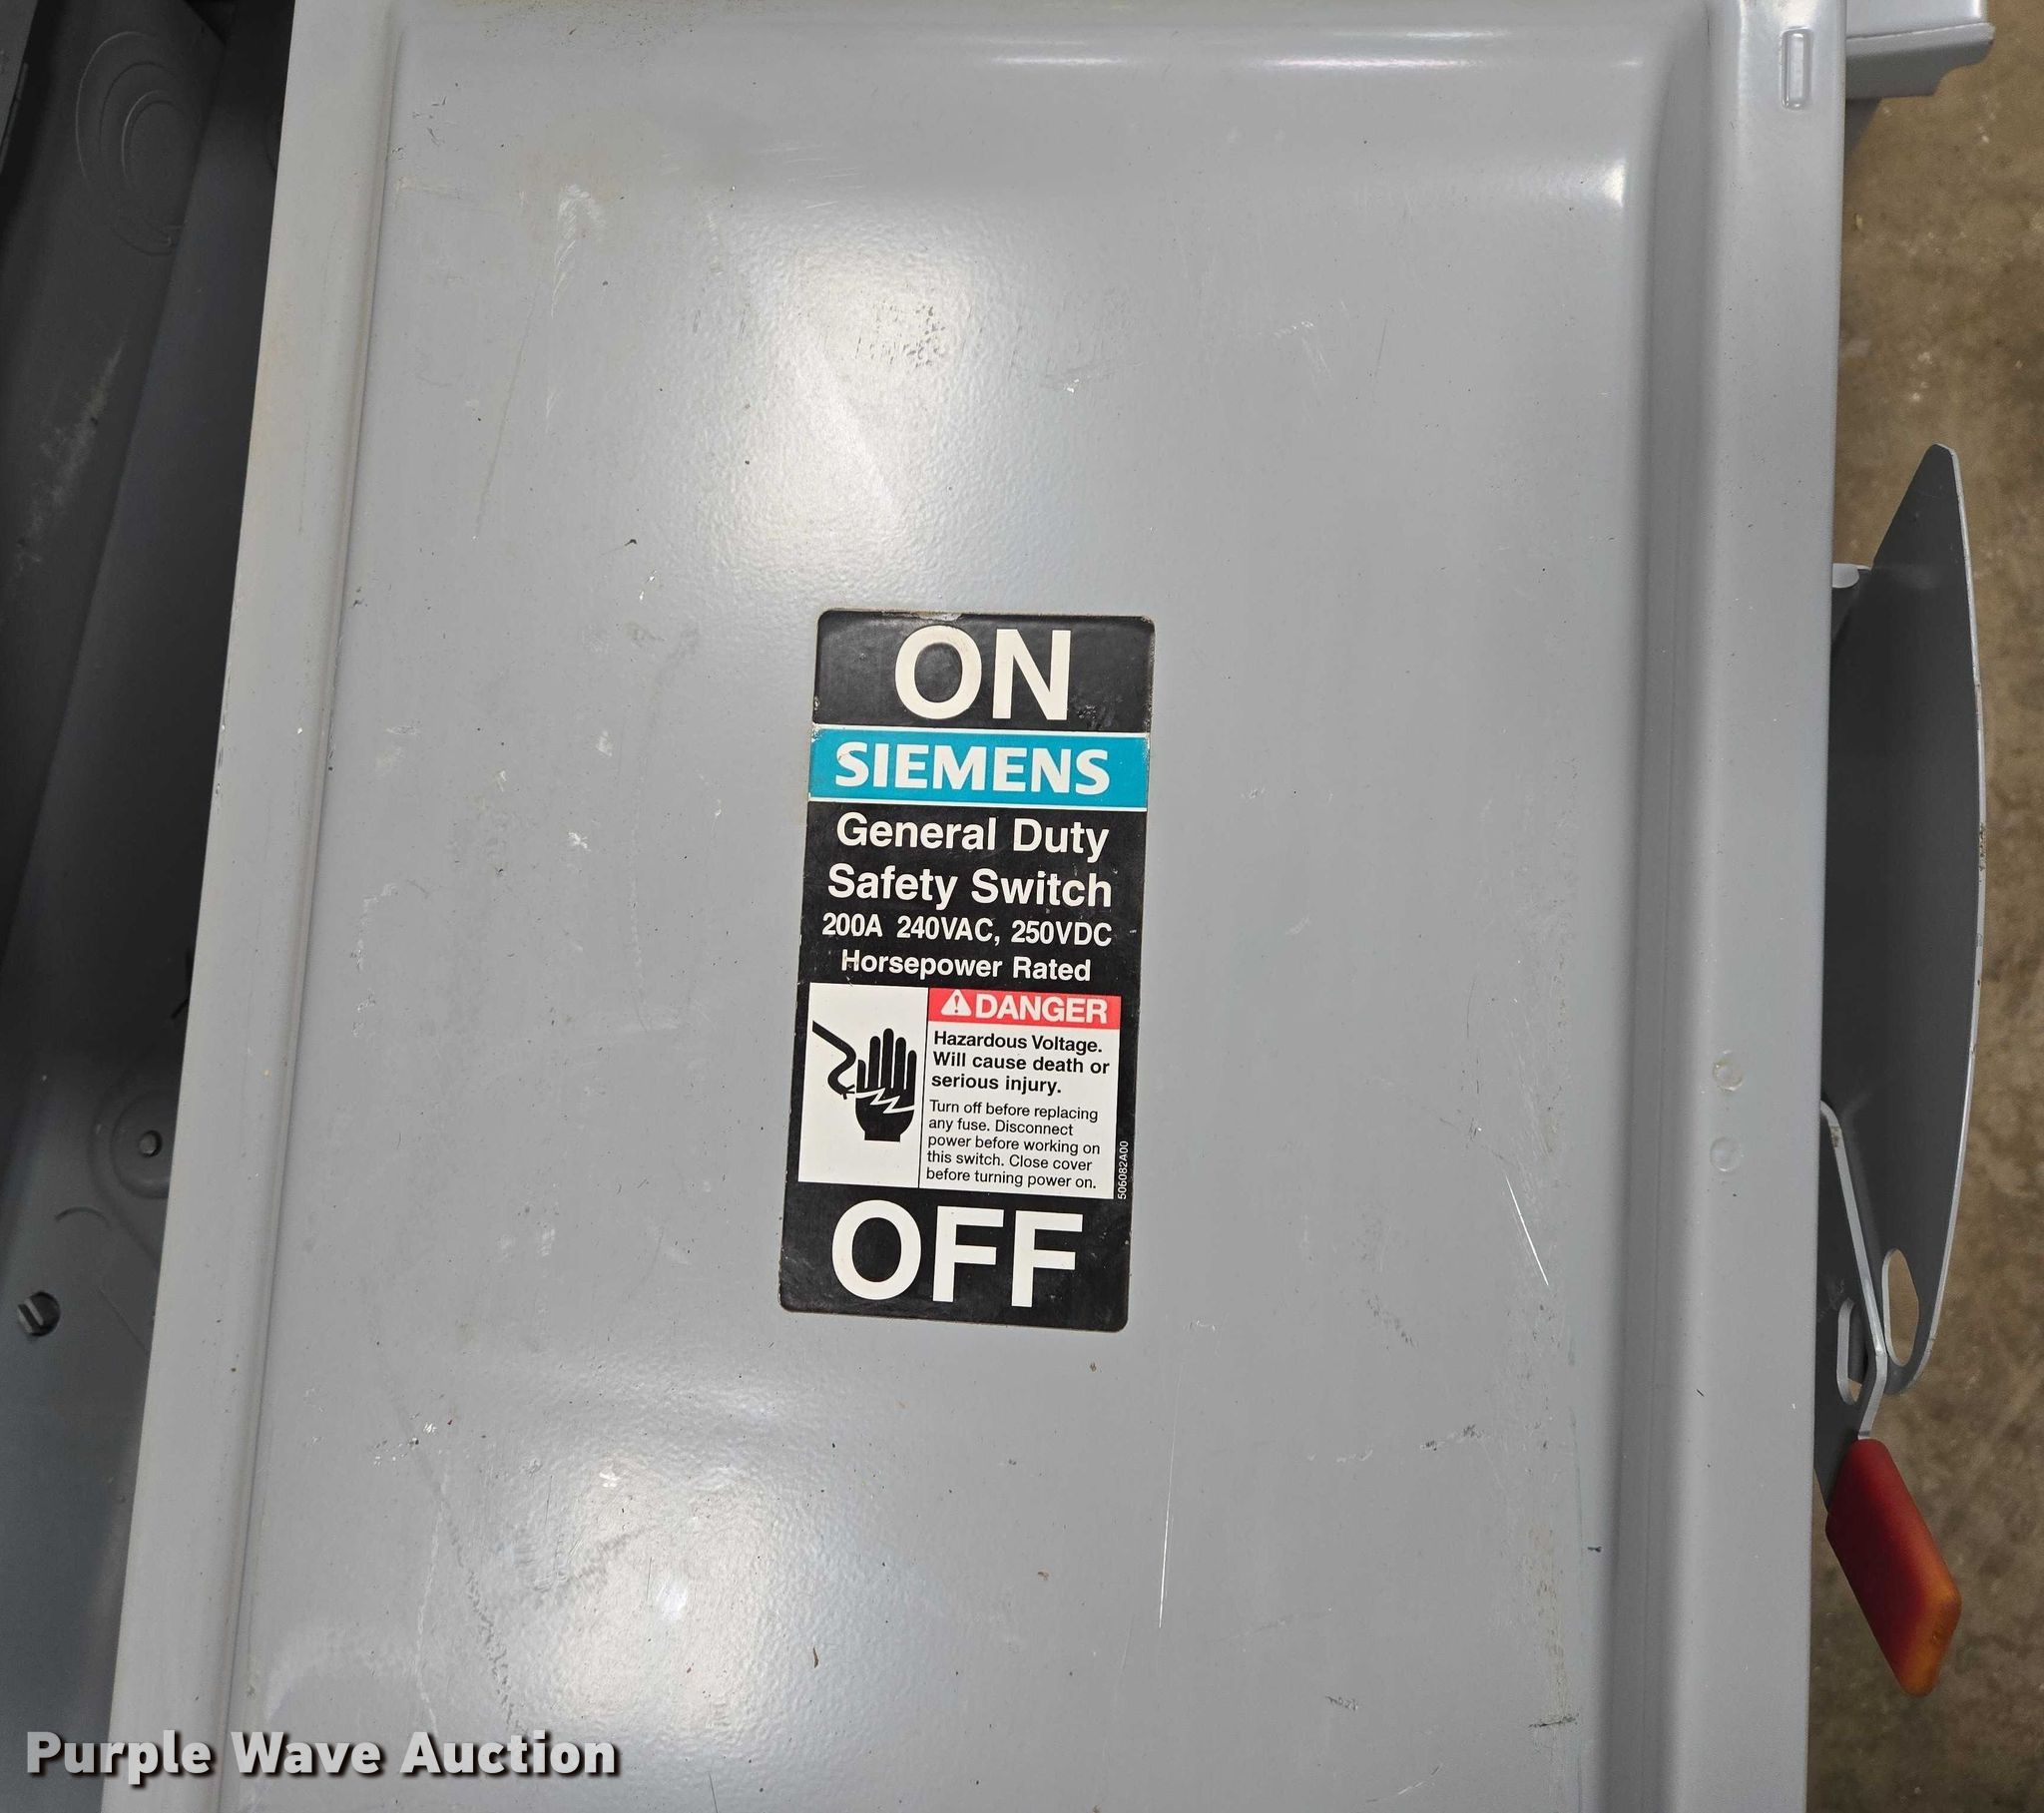 ON
SIEMENS
General Duty
Safety Switch
200A 240VAC, 250VDC
Horsepower Rated
DANGER
Hazardous Voltage.
Will cause death or
serious injury.
Turn off before replacing
any fuse. Disconnect
power before working on
this switch. Close cover
before turning power on.
506082A00
OFF
Purple Wave Auction